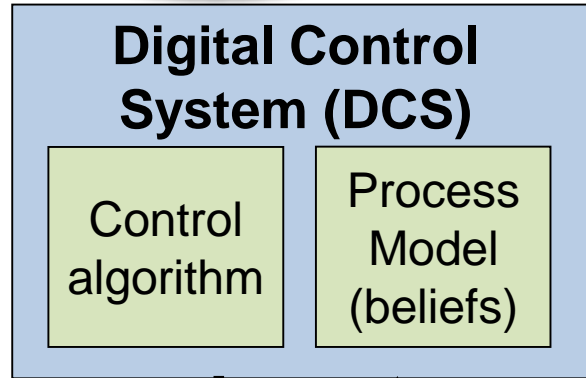 Digital Control
System (DCS)
Control
algorithm
Process
Model
(beliefs)